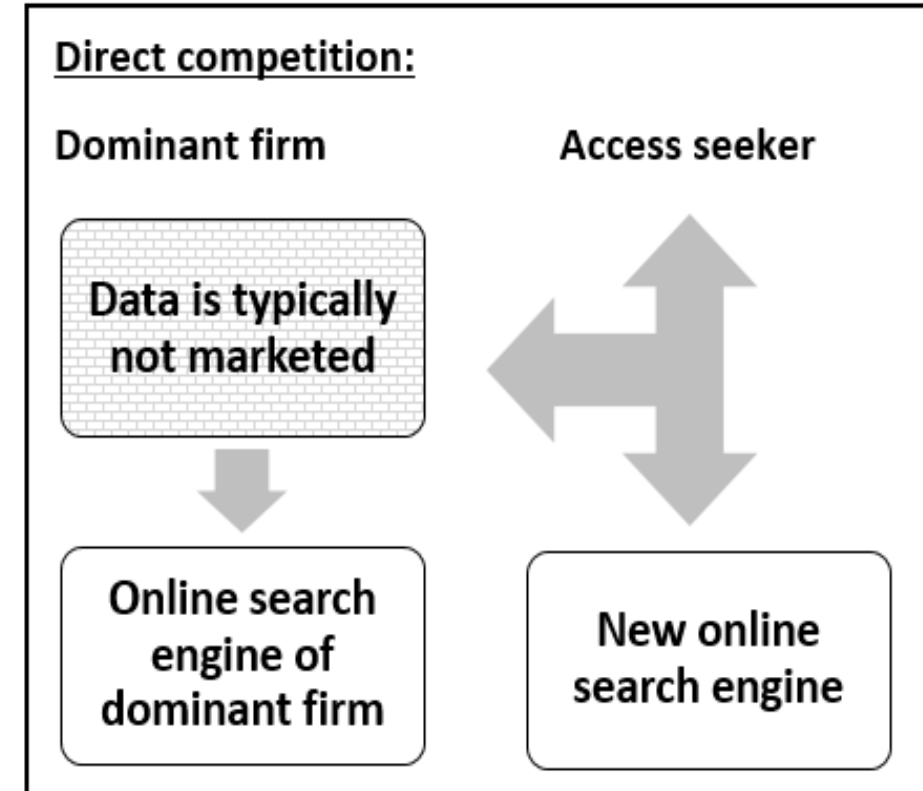 Direct competition:
Dominant firm
Access seeker
Data is typically
not marketed
Online search
engine of
dominant firm
New online
search engine